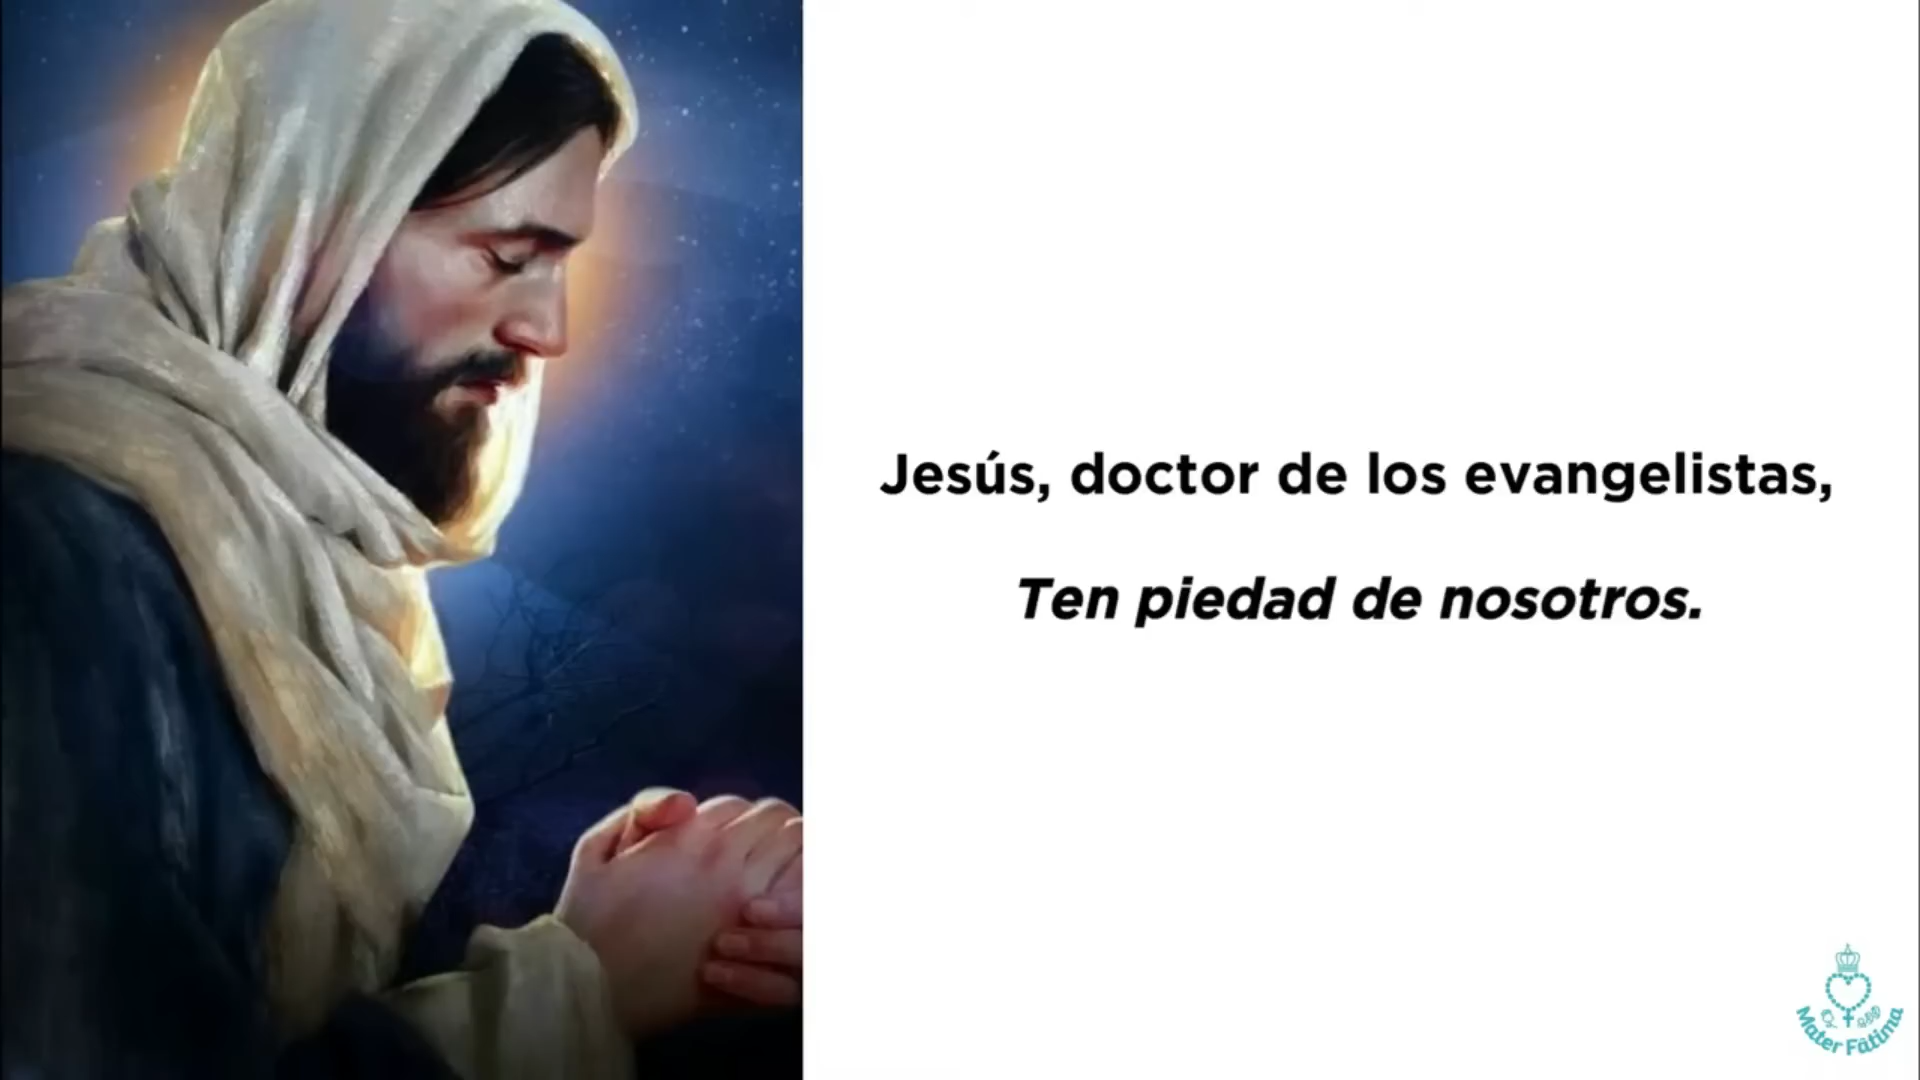 Jesús, doctor de los evangelistas,
Ten piedad de nosotros.
Mater Fátima